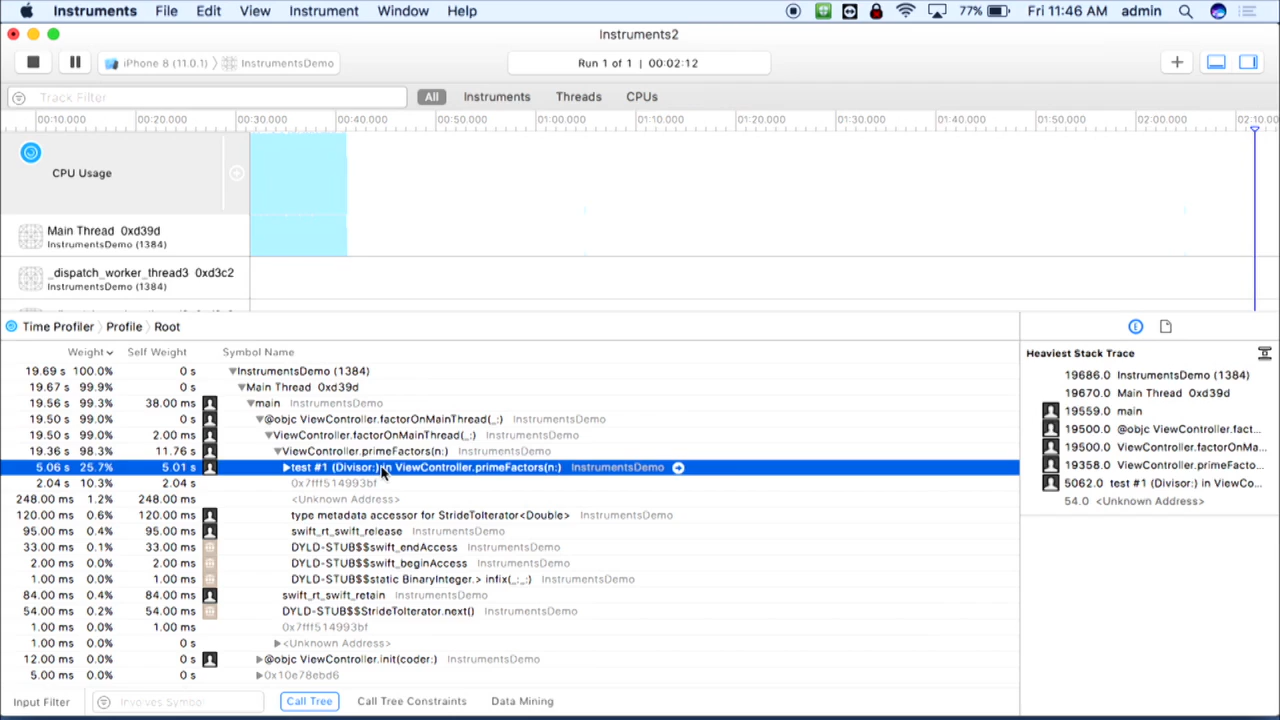 Instruments File Edit View Instrument Window Help 77% Fri 11:46 AM admin
Instruments2
iPhone 8 (11.0.1) InstrumentsDemo Run 1 of 1 | 00:02:12
Track Filter All Instruments Threads CPUs
00:10.000 00:20.000 00:30.000 00:40.000 00:50.000 01:00.000 01:10.000 01:20.000 01:30.000 01:40.000 01:50.000 02:00.000 02:10.00
CPU Usage
Main Thread 0xd39d
InstrumentsDemo (1384)
_dispatch_worker_thread3 0xd3c2
InstrumentsDemo (1384)
Time Profiler Profile Root
Weight Self Weight Symbol Name
19.69 s 100.0% 0 s InstrumentsDemo (1384)
19.67 s 99.9% 0 s Main Thread 0xd39d
19.56 s 99.3% 38.00 ms main InstrumentsDemo
19.50 s 99.0% 0 s @objc ViewController.factorOnMainThread(_:) InstrumentsDemo
19.50 s 99.0% 2.00 ms ViewController.factorOnMainThread(_:) InstrumentsDemo
19.36 s 98.3% 11.76 s ViewController.primeFactors(n:) InstrumentsDemo
5.06 s 25.7% 5.01 s test #1 (Divisor:) in ViewController.primeFactors(n:) InstrumentsDemo
2.04 s 10.3% 2.04 s 0x7fff514993bf
248.00 ms 1.2% 248.00 ms <Unknown Address>
120.00 ms 0.6% 120.00 ms type metadata accessor for StrideToIterator<Double> InstrumentsDemo
95.00 ms 0.4% 95.00 ms swift_rt_swift_release InstrumentsDemo
33.00 ms 0.1% 33.00 ms DYLD-STUB$$swift_endAccess InstrumentsDemo
2.00 ms 0.0% 2.00 ms DYLD-STUB$$swift_beginAccess InstrumentsDemo
1.00 ms 0.0% 1.00 ms DYLD-STUB$$static BinaryInteger.> infix(_:_:) InstrumentsDemo
84.00 ms 0.4% 84.00 ms swift_rt_swift_retain InstrumentsDemo
54.00 ms 0.2% 54.00 ms DYLD-STUB$$StrideToIterator.next() InstrumentsDemo
1.00 ms 0.0% 1.00 ms 0x7fff514993bf
1.00 ms 0.0% 0 s <Unknown Address>
12.00 ms 0.0% 0 s @objc ViewController.init(coder:) InstrumentsDemo
5.00 ms 0.0% 0 s 0x10e78ebd6
Heaviest Stack Trace
19686.0 InstrumentsDemo (1384)
19670.0 Main Thread 0xd39d
19559.0 main
19500.0 @objc ViewController.fact...
19500.0 ViewController.factorOnMa...
19358.0 ViewController.primeFacto...
5062.0 test #1 (Divisor:) in ViewCo...
54.0 <Unknown Address>
Input Filter Involves Symbol Call Tree Call Tree Constraints Data Mining